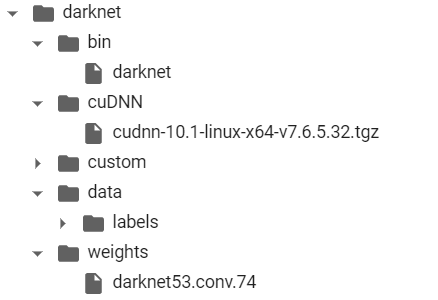 darknet
bin
darknet
cuDNN
cudnn-10.1-linux-x64-v7.6.5.32.tgz
custom
data
labels
weights
darknet53.conv.74